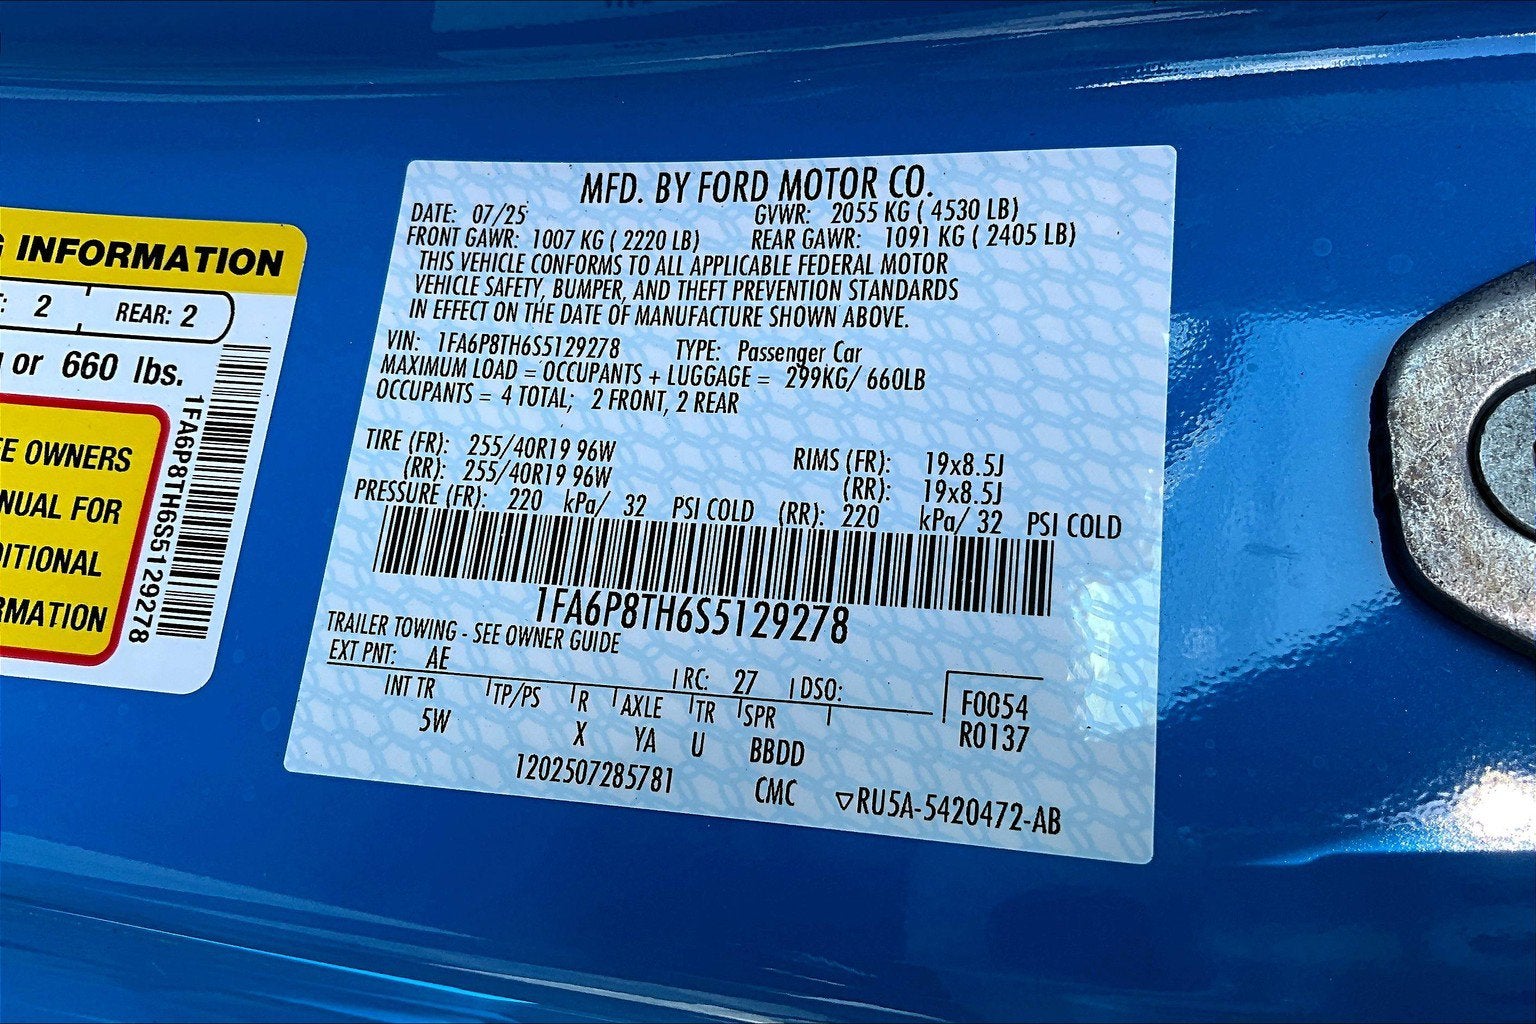 G INFORMATION
: 2 REAR: 2
or 660 lbs.
1FA6P8TH6S5129278
EE OWNERS
NUAL FOR
DITIONAL
RMATION
MFD. BY FORD MOTOR CO.
DATE: 07/25 GVWR: 2055 KG ( 4530 LB)
FRONT GAWR: 1007 KG ( 2220 LB) REAR GAWR: 1091 KG ( 2405 LB)
THIS VEHICLE CONFORMS TO ALL APPLICABLE FEDERAL MOTOR
VEHICLE SAFETY, BUMPER, AND THEFT PREVENTION STANDARDS
IN EFFECT ON THE DATE OF MANUFACTURE SHOWN ABOVE.
VIN: 1FA6P8TH6S5129278 TYPE: Passenger Car
MAXIMUM LOAD = OCCUPANTS + LUGGAGE = 299KG/ 660LB
OCCUPANTS = 4 TOTAL; 2 FRONT, 2 REAR
TIRE (FR): 255/40R19 96W RIMS (FR): 19x8.5J
(RR): 255/40R19 96W (RR): 19x8.5J
PRESSURE (FR): 220 kPa/ 32 PSI COLD (RR): 220 kPa/ 32 PSI COLD
1FA6P8TH6S5129278
TRAILER TOWING - SEE OWNER GUIDE
EXT PNT: AE RC: 27 DSO: F0054
INT TR TP/PS R AXLE TR SPR R0137
5W X YA U BBDD
1202507285781 CMC ▽RU5A-5420472-AB